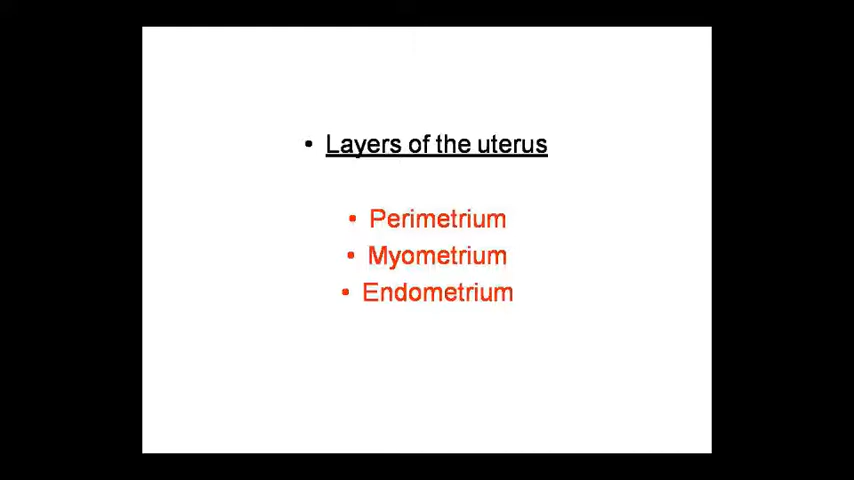 • Layers of the uterus
• Perimetrium
• Myometrium
• Endometrium